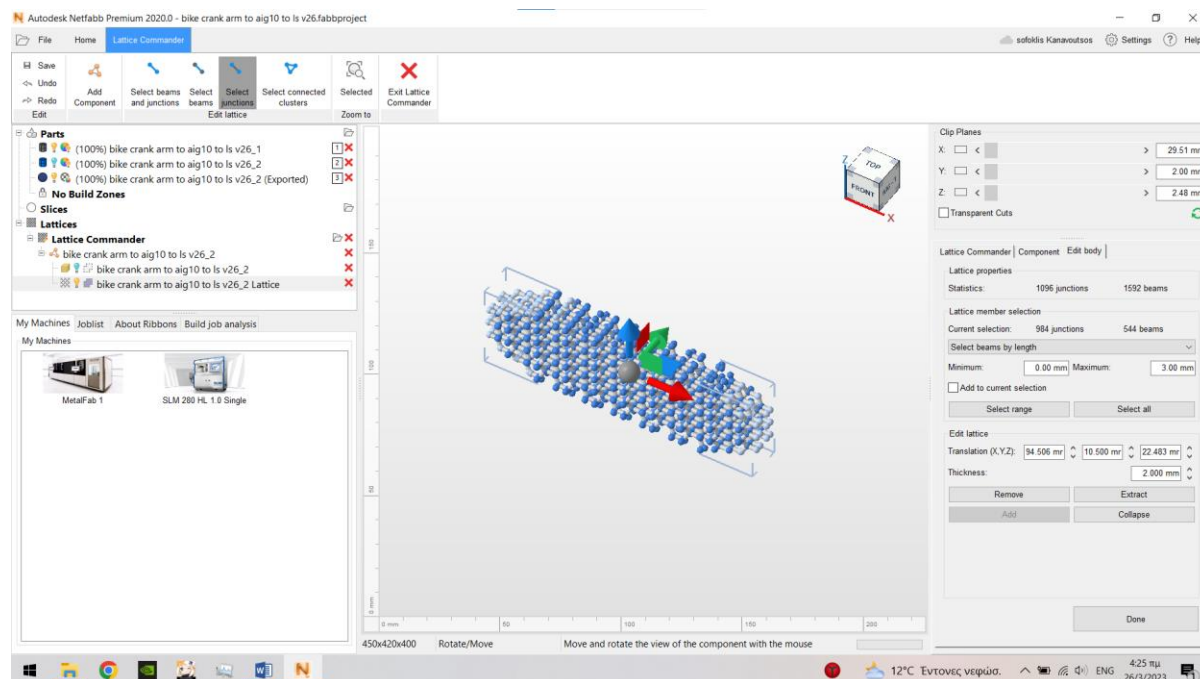 Autodesk Netfabb Premium 2020.0 - bike crank arm to aig10 to ls v26.fabbproject
File Home Lattice Commander
sofoklis Kanavoutsos Settings Help
Save
Undo
Redo
Edit
Add Component
Select beams and junctions
Select beams
Select junctions
Select connected clusters
Edit lattice
Selected
Zoom to
Exit Lattice Commander
Parts
(100%) bike crank arm to aig10 to ls v26_1 1
(100%) bike crank arm to aig10 to ls v26_2 2
(100%) bike crank arm to aig10 to ls v26_2 (Exported) 3
No Build Zones
Slices
Lattices
Lattice Commander
bike crank arm to aig10 to ls v26_2
bike crank arm to aig10 to ls v26_2
bike crank arm to aig10 to ls v26_2 Lattice
My Machines Joblist About Ribbons Build job analysis
My Machines
MetalFab 1 SLM 280 HL 1.0 Single
Z TOP
FRONT
X
150
100
50
0 mm
0 mm 50 100 150 200
450x420x400 Rotate/Move Move and rotate the view of the component with the mouse
Clip Planes
X: < > 29.51 mm
Y: < > 2.00 mm
Z: < > 2.48 mm
Transparent Cuts
Lattice Commander Component Edit body
Lattice properties
Statistics: 1096 junctions 1592 beams
Lattice member selection
Current selection: 984 junctions 544 beams
Select beams by length
Minimum: 0.00 mm Maximum: 3.00 mm
Add to current selection
Select range Select all
Edit lattice
Translation (X,Y,Z): 94.506 mr 10.500 mr 22.483 mr
Thickness: 2.000 mm
Remove Extract
Add Collapse
Done
12°C Έντονες νεφώσ. ENG 4:25 πμ
26/3/2023